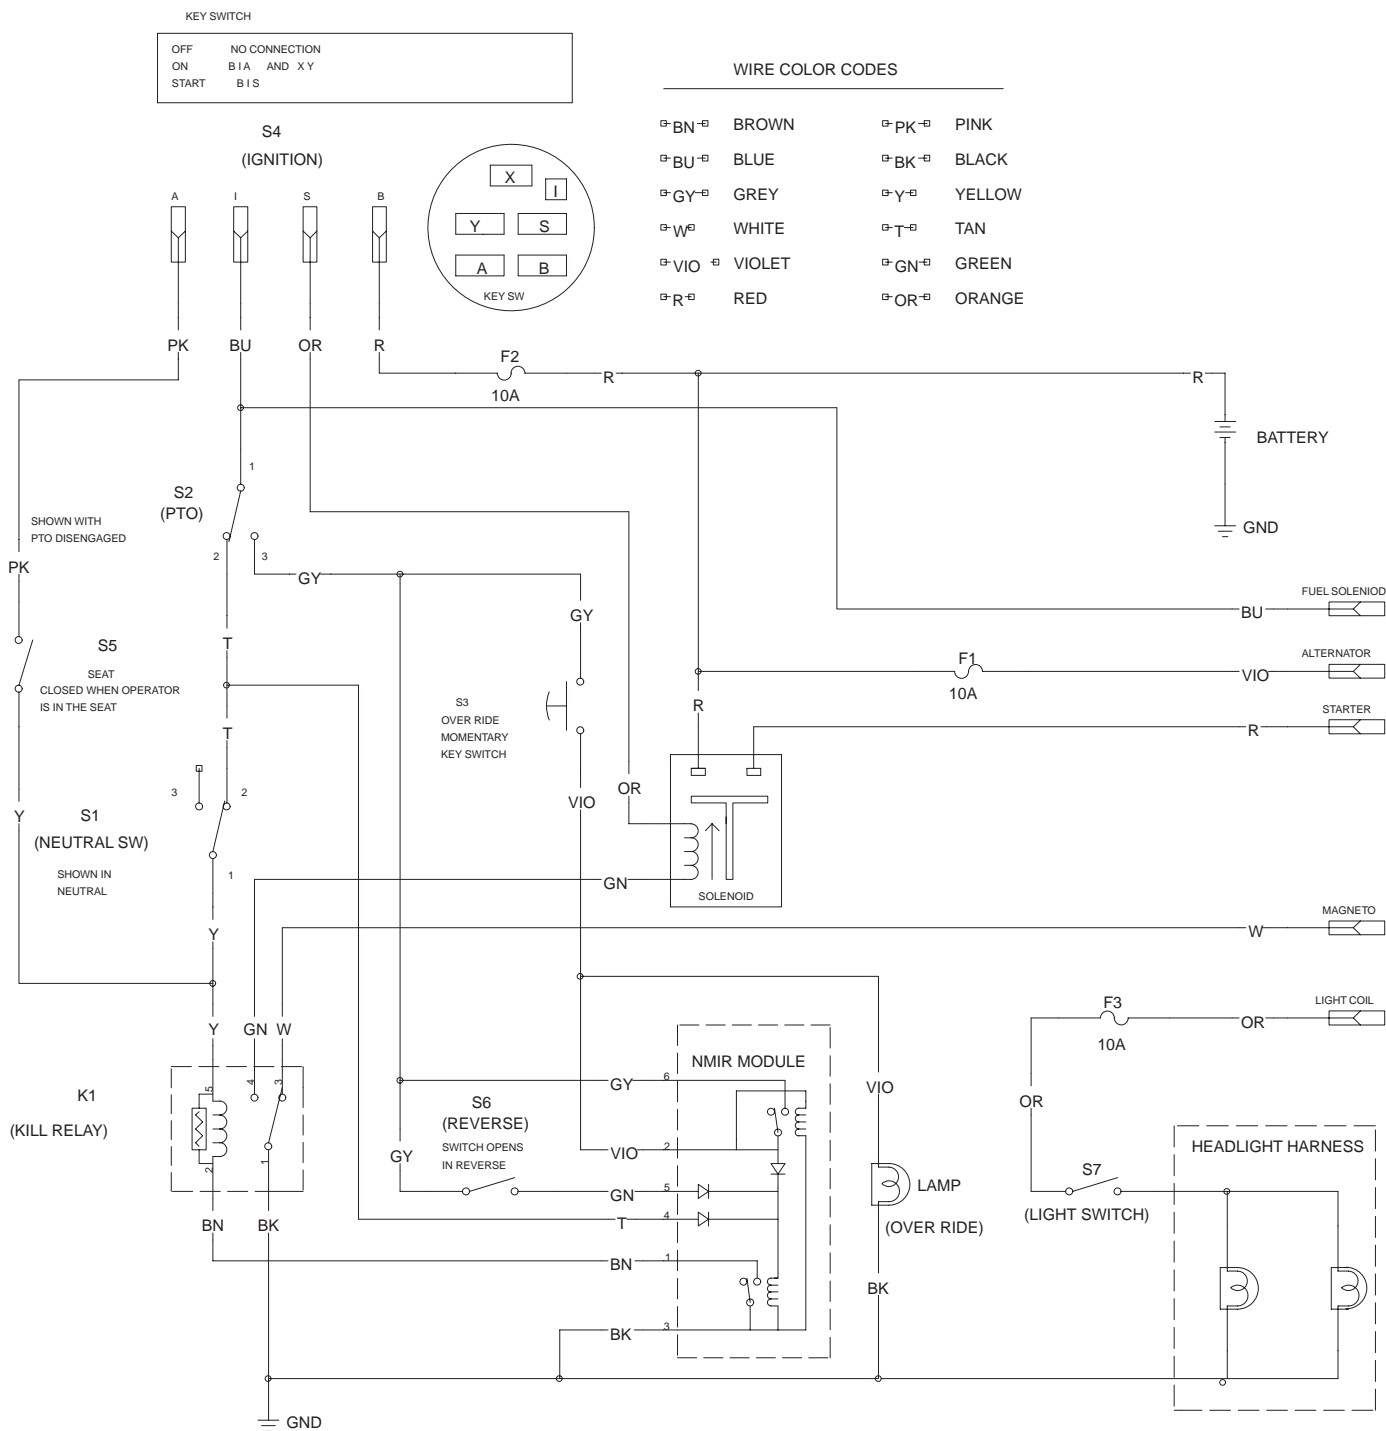 KEY SWITCH
OFF NO CONNECTION
ON B I A AND X Y
START B I S
WIRE COLOR CODES
BN BROWN
BU BLUE
GY GREY
W WHITE
VIO VIOLET
R RED
PK PINK
BK BLACK
Y YELLOW
T TAN
GN GREEN
OR ORANGE
S4
(IGNITION)
A
I
S
B
X
I
Y
S
A
B
KEY SW
PK
BU
OR
R
F2
10A
R
R
BATTERY
GND
1
S2
(PTO)
2
3
SHOWN WITH
PTO DISENGAGED
PK
GY
GY
T
S5
SEAT
CLOSED WHEN OPERATOR
IS IN THE SEAT
FUEL SOLENIOD
BU
F1
10A
ALTERNATOR
VIO
R
STARTER
R
S3
OVER RIDE
MOMENTARY
KEY SWITCH
T
3
2
Y
S1
(NEUTRAL SW)
SHOWN IN
NEUTRAL
1
VIO
OR
GN
SOLENOID
Y
MAGNETO
W
LIGHT COIL
OR
F3
10A
Y
GN
W
K1
(KILL RELAY)
5
4
3
2
1
BN
BK
NMIR MODULE
GY
6
S6
(REVERSE)
SWITCH OPENS
IN REVERSE
GY
VIO
2
GN
5
T
4
BN
1
BK
3
VIO
LAMP
(OVER RIDE)
BK
OR
S7
(LIGHT SWITCH)
HEADLIGHT HARNESS
GND